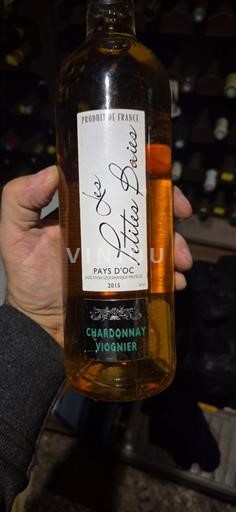 PRODUIT DE FRANCE
Les
Petites Baies
PAYS D'OC
INDICATION GÉOGRAPHIQUE PROTÉGÉE
2015
CHARDONNAY
VIOGNIER